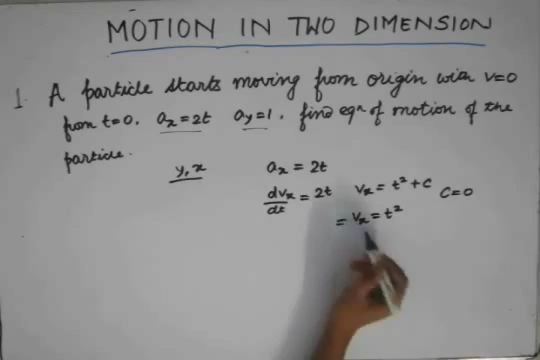 MOTION IN TWO DIMENSION
1. A particle starts moving from origin with v=0
from t=0. ax=2t ay=1. find eqn of motion of the
particle.
y, x ax = 2t
dvx/dt = 2t vx = t² + c c=0
= vx = t²